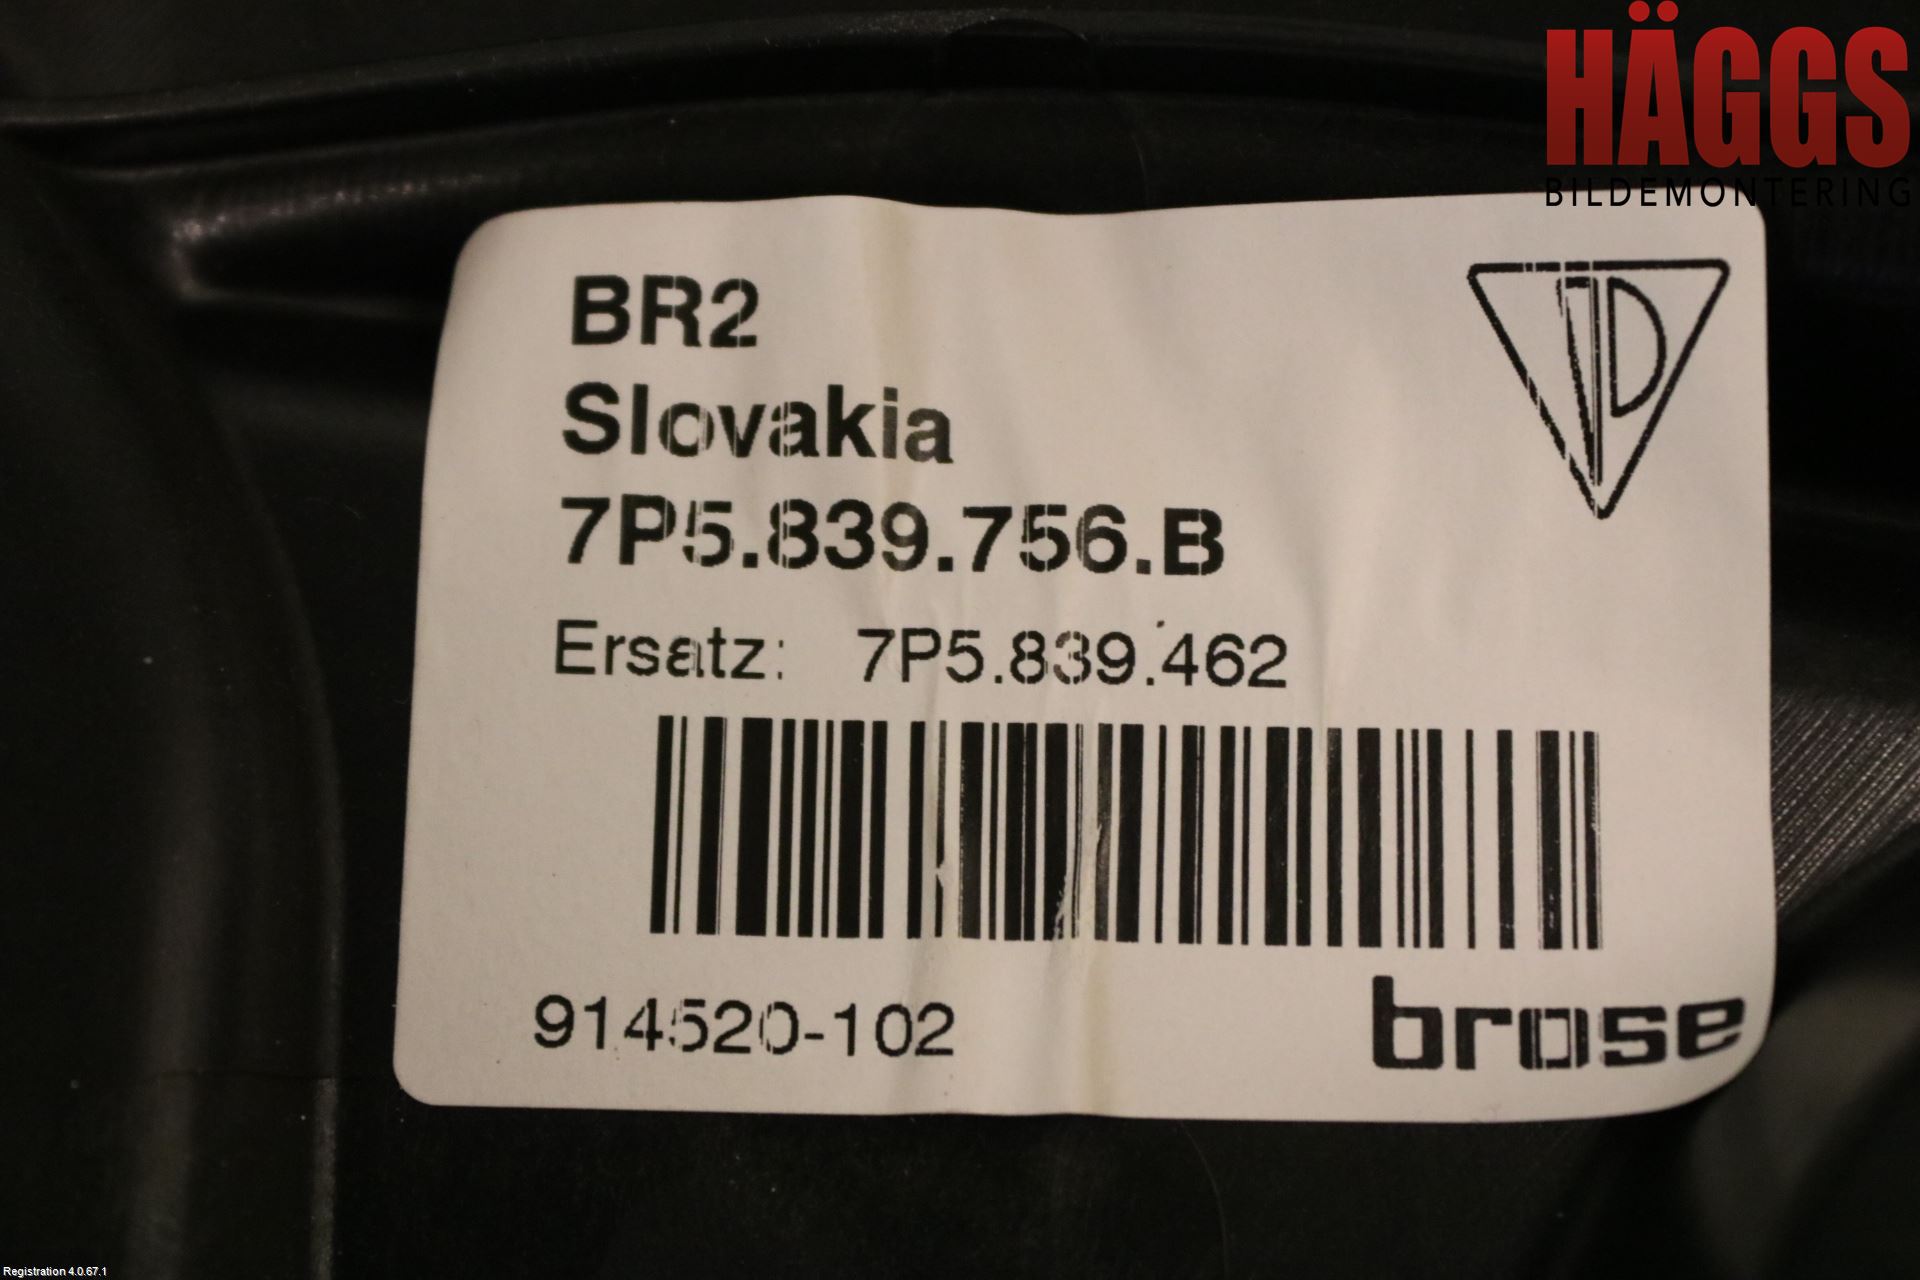 HÄGGS
BILDEMONTERING
BR2
Slovakia
7P5.839.756.B
Ersatz: 7P5.839.462
914520-102
brose
Registration 4.0.67.1